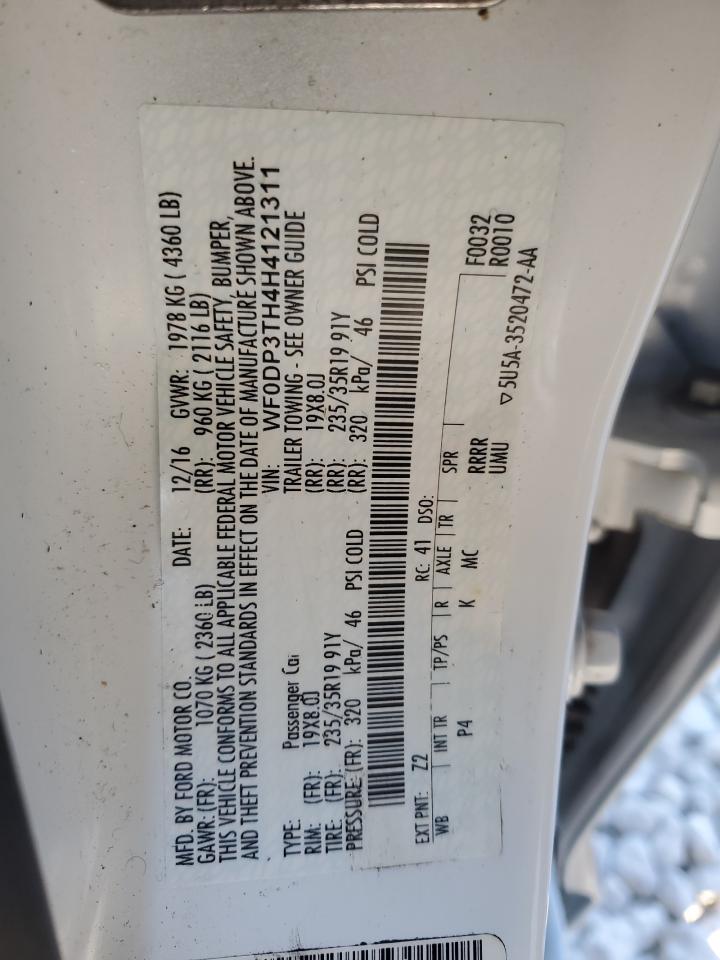 MFD. BY FORD MOTOR CO. DATE: 12/16 GVWR: 1978 KG ( 4360 LB)
GAWR: (FR): 1070 KG ( 2360 LB) (RR): 960 KG ( 2116 LB)
THIS VEHICLE CONFORMS TO ALL APPLICABLE FEDERAL MOTOR VEHICLE SAFETY, BUMPER,
AND THEFT PREVENTION STANDARDS IN EFFECT ON THE DATE OF MANUFACTURE SHOWN ABOVE.
VIN: WF0DP3TH4H4121311
TYPE: Passenger Car TRAILER TOWING - SEE OWNER GUIDE
RIM: (FR): 19X8.0J (RR): 19X8.0J
TIRE: (FR): 235/35R19 91Y (RR): 235/35R19 91Y
PRESSURE: (FR): 320 kPa/ 46 PSI COLD (RR): 320 kPa/ 46 PSI COLD
EXT PNT: Z2 RC: 41 DSO: F0032
WB INT TR TP/PS R AXLE TR SPR R0010
P4 K MC RRRR
UMU
▽5U5A-3520472-AA